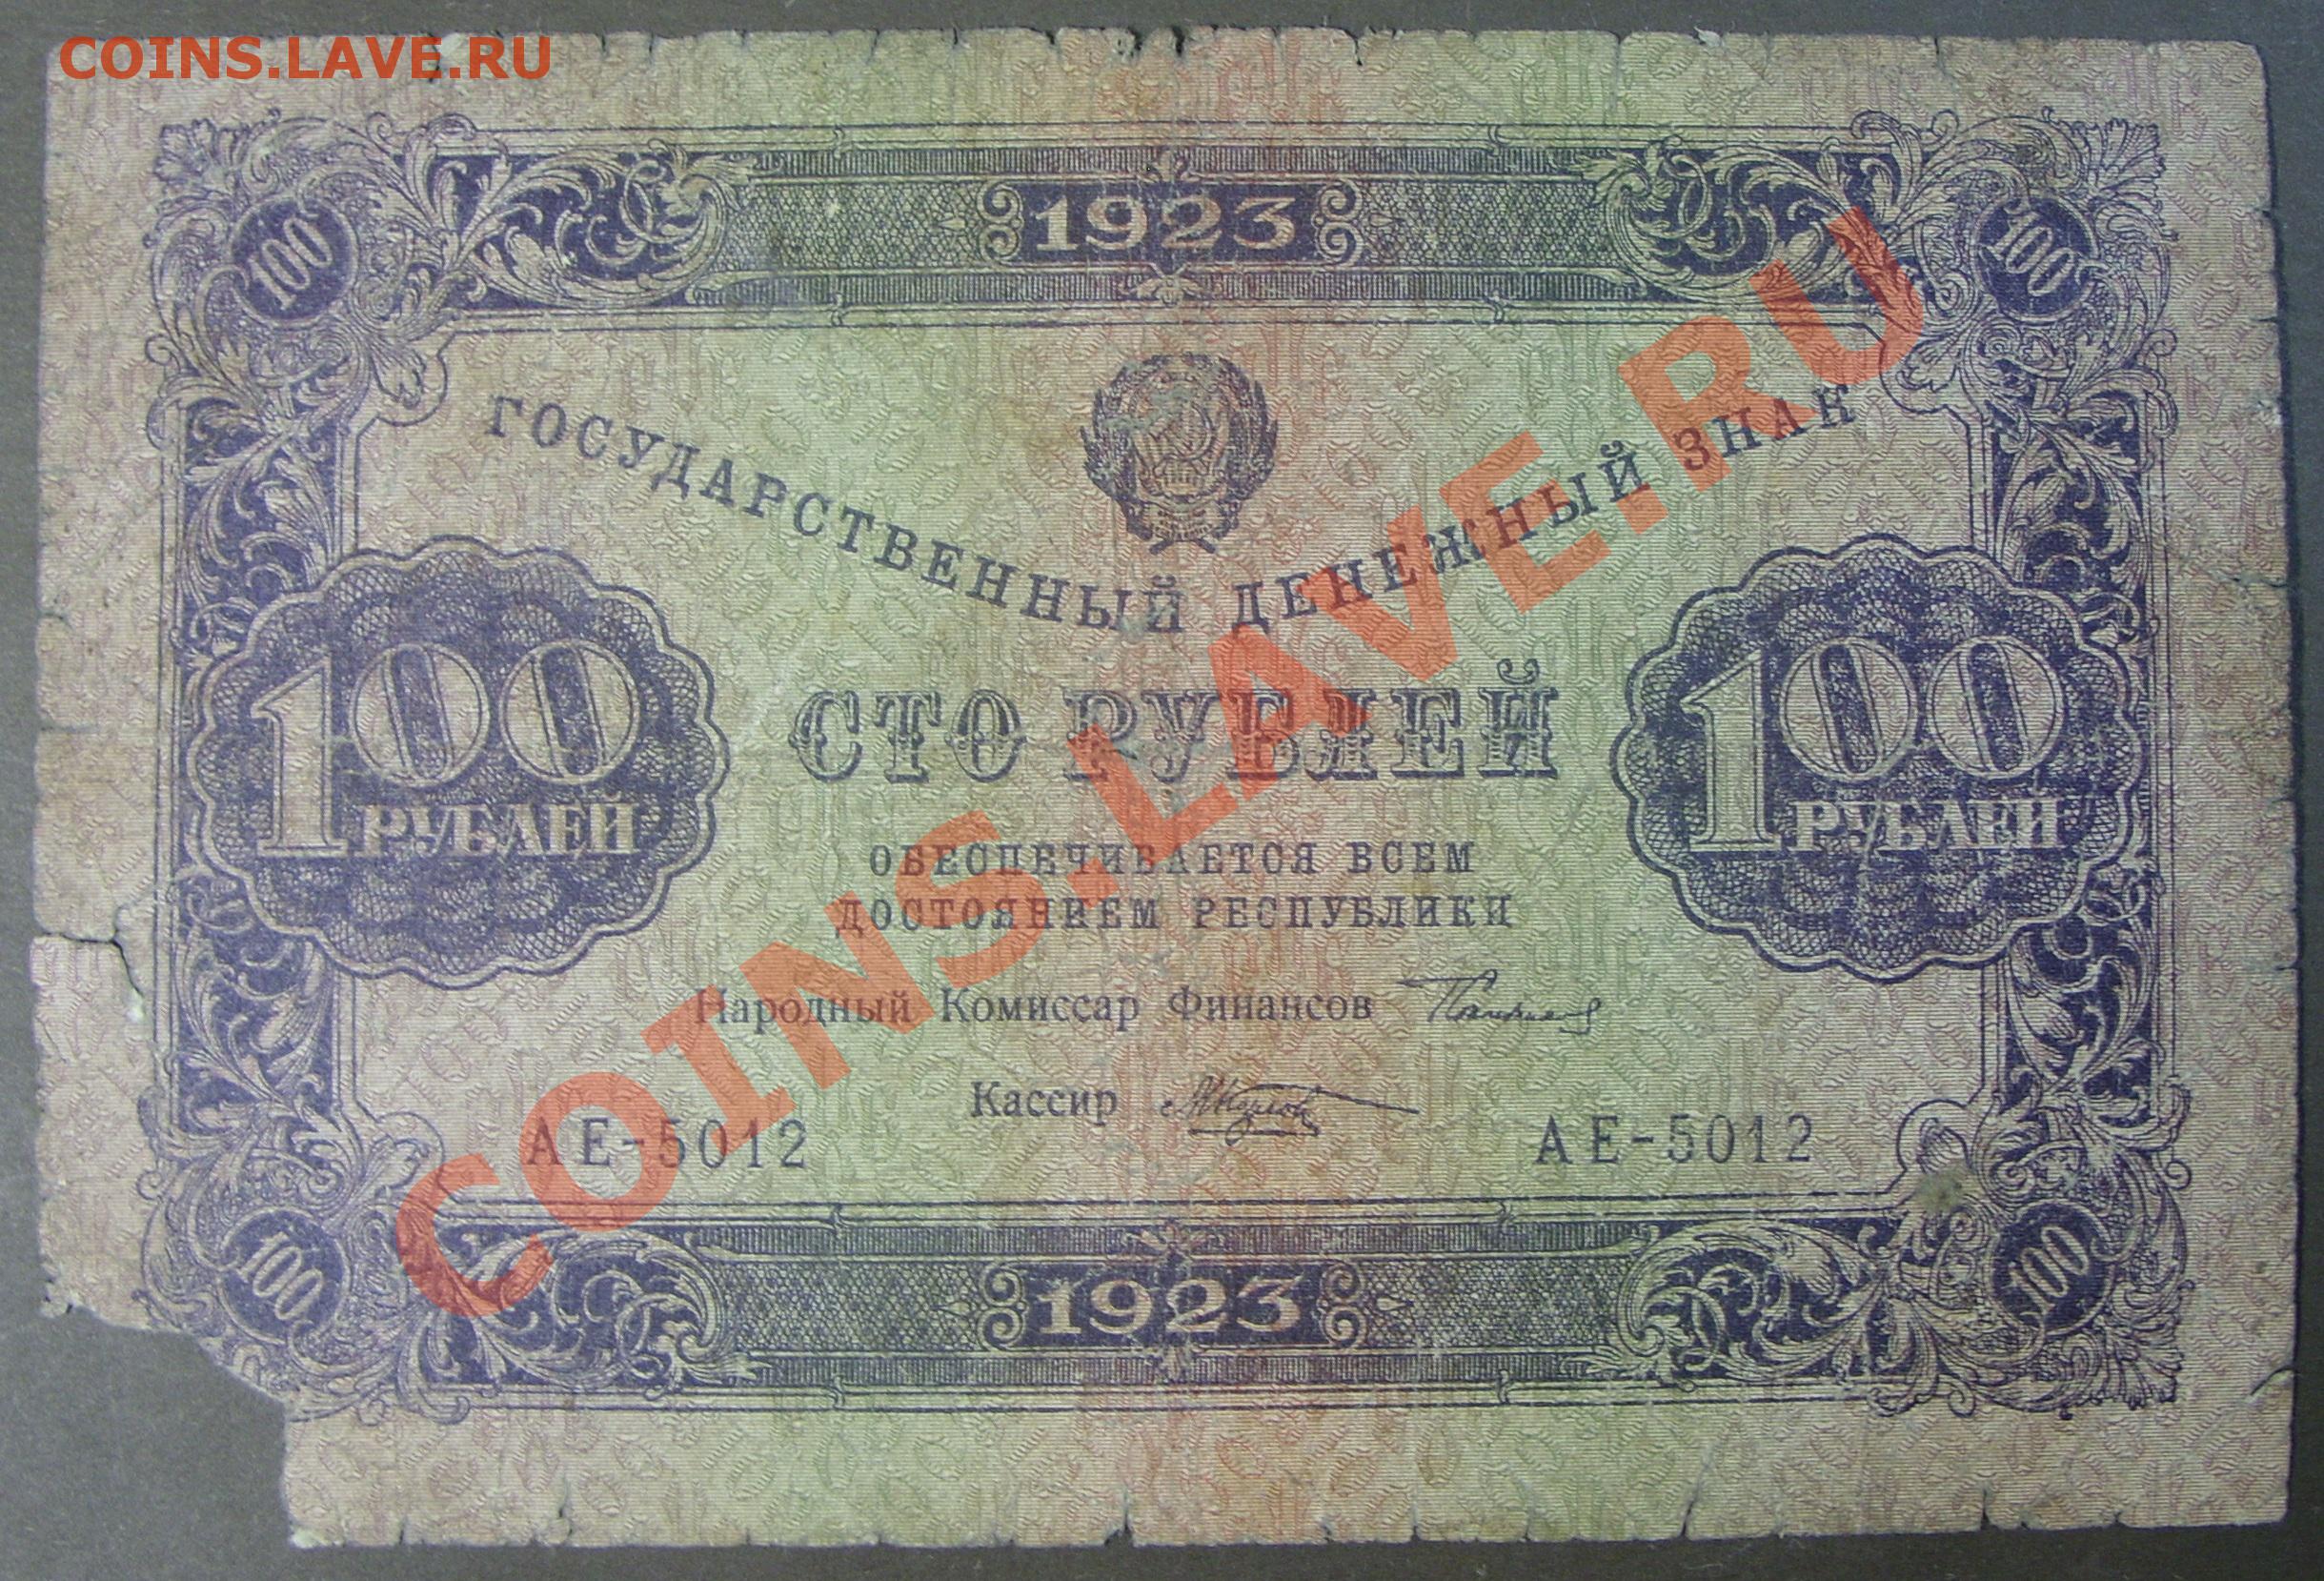 COINS.LAVE.RU
1923
100
100
ГОСУДАРСТВЕННЫЙ ДЕНЕЖНЫЙ ЗНАК
100
РУБЛЕЙ
СТО РУБЛЕЙ
100
РУБЛЕЙ
ОБЕСПЕЧИВАЕТСЯ ВСЕМ
ДОСТОЯНИЕМ РЕСПУБЛИКИ
Народный Комиссар Финансов
Кассир
АЕ-5012
АЕ-5012
100
1923
100
COINS.LAVE.RU